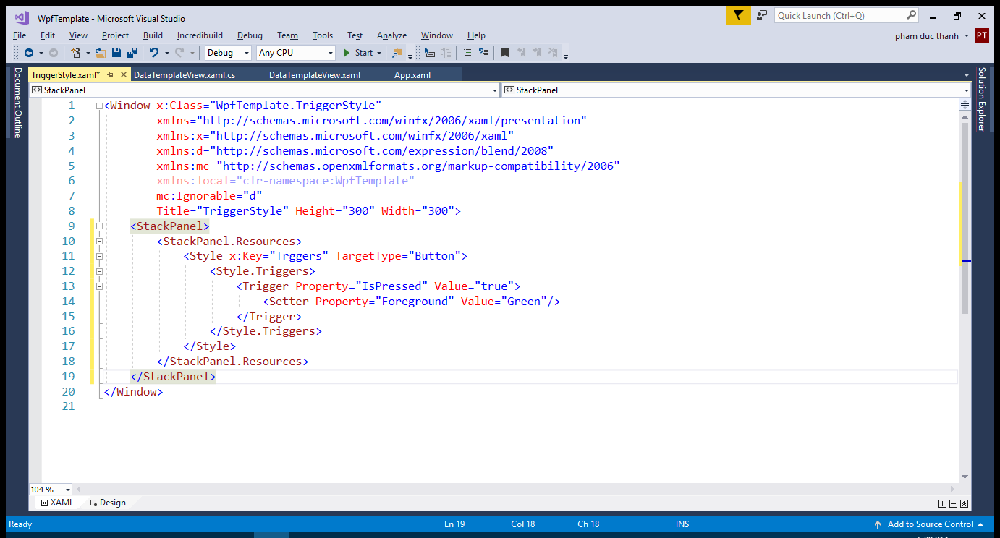 WpfTemplate - Microsoft Visual Studio
Quick Launch (Ctrl+Q)
File Edit View Project Build Incredibuild Debug Team Tools Test Analyze Window Help
pham duc thanh PT
Debug Any CPU Start
Document Outline
TriggerStyle.xaml* DataTemplateView.xaml.cs DataTemplateView.xaml App.xaml
Solution Explorer
StackPanel StackPanel
1 <Window x:Class="WpfTemplate.TriggerStyle"
2 xmlns="http://schemas.microsoft.com/winfx/2006/xaml/presentation"
3 xmlns:x="http://schemas.microsoft.com/winfx/2006/xaml"
4 xmlns:d="http://schemas.microsoft.com/expression/blend/2008"
5 xmlns:mc="http://schemas.openxmlformats.org/markup-compatibility/2006"
6 xmlns:local="clr-namespace:WpfTemplate"
7 mc:Ignorable="d"
8 Title="TriggerStyle" Height="300" Width="300">
9 <StackPanel>
10 <StackPanel.Resources>
11 <Style x:Key="Trggers" TargetType="Button">
12 <Style.Triggers>
13 <Trigger Property="IsPressed" Value="true">
14 <Setter Property="Foreground" Value="Green"/>
15 </Trigger>
16 </Style.Triggers>
17 </Style>
18 </StackPanel.Resources>
19 </StackPanel>
20 </Window>
21
104 %
XAML Design
Ready Ln 19 Col 18 Ch 18 INS Add to Source Control